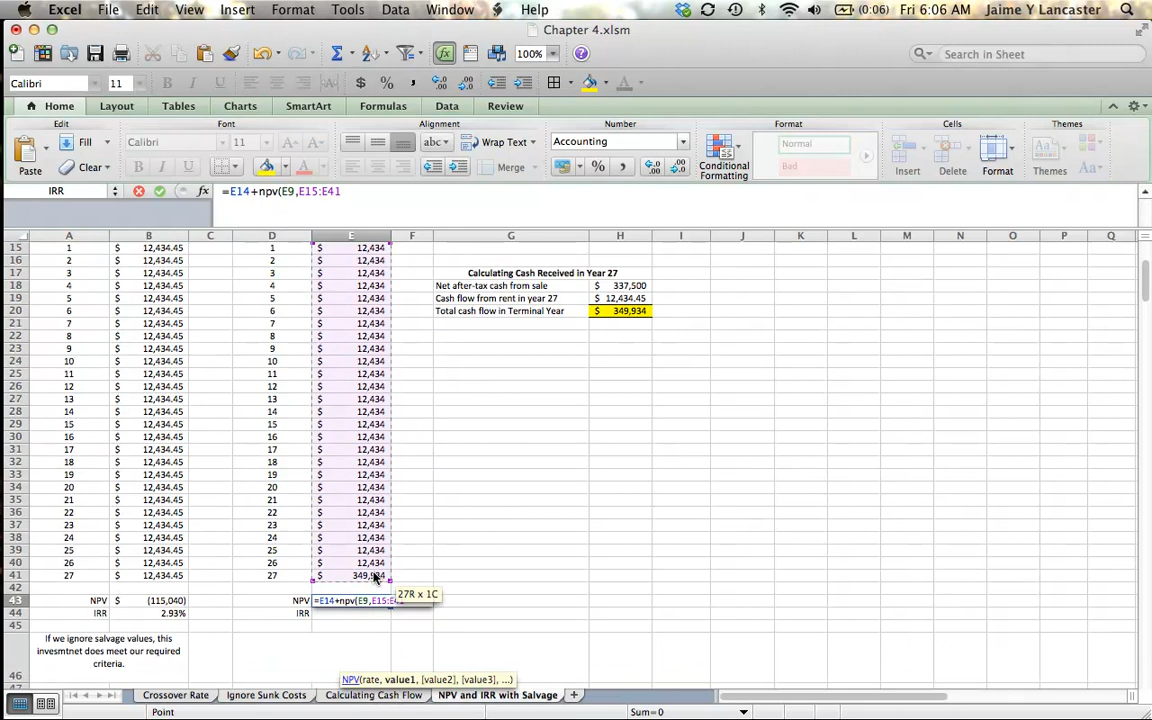 Excel File Edit View Insert Format Tools Data Window Help (0:06) Fri 6:06 AM Jaime Y Lancaster
Chapter 4.xlsm
100% Search in Sheet
Calibri 11
Home Layout Tables Charts SmartArt Formulas Data Review
Edit Font Alignment Number Format Cells Themes
Paste Fill Calibri 11 abc Wrap Text Accounting Conditional Formatting Normal Insert Delete Format Themes
Clear Merge Bad
IRR fx =E14+npv(E9,E15:E41
A B C D E F G H I J K L M N O P Q
15 1 $ 12,434.45 1 $ 12,434
16 2 $ 12,434.45 2 $ 12,434
17 3 $ 12,434.45 3 $ 12,434 Calculating Cash Received in Year 27
18 4 $ 12,434.45 4 $ 12,434 Net after-tax cash from sale $ 337,500
19 5 $ 12,434.45 5 $ 12,434 Cash flow from rent in year 27 $ 12,434.45
20 6 $ 12,434.45 6 $ 12,434 Total cash flow in Terminal Year $ 349,934
21 7 $ 12,434.45 7 $ 12,434
22 8 $ 12,434.45 8 $ 12,434
23 9 $ 12,434.45 9 $ 12,434
24 10 $ 12,434.45 10 $ 12,434
25 11 $ 12,434.45 11 $ 12,434
26 12 $ 12,434.45 12 $ 12,434
27 13 $ 12,434.45 13 $ 12,434
28 14 $ 12,434.45 14 $ 12,434
29 15 $ 12,434.45 15 $ 12,434
30 16 $ 12,434.45 16 $ 12,434
31 17 $ 12,434.45 17 $ 12,434
32 18 $ 12,434.45 18 $ 12,434
33 19 $ 12,434.45 19 $ 12,434
34 20 $ 12,434.45 20 $ 12,434
35 21 $ 12,434.45 21 $ 12,434
36 22 $ 12,434.45 22 $ 12,434
37 23 $ 12,434.45 23 $ 12,434
38 24 $ 12,434.45 24 $ 12,434
39 25 $ 12,434.45 25 $ 12,434
40 26 $ 12,434.45 26 $ 12,434
41 27 $ 12,434.45 27 $ 349,934
42 27R x 1C
43 NPV $ (115,040) NPV =E14+npv(E9,E15:E41
44 IRR 2.93% IRR
45
If we ignore salvage values, this
invesmtnet does meet our required
46 criteria.
NPV(rate, value1, [value2], [value3], ...)
Crossover Rate Ignore Sunk Costs Calculating Cash Flow NPV and IRR with Salvage
Point Sum=0